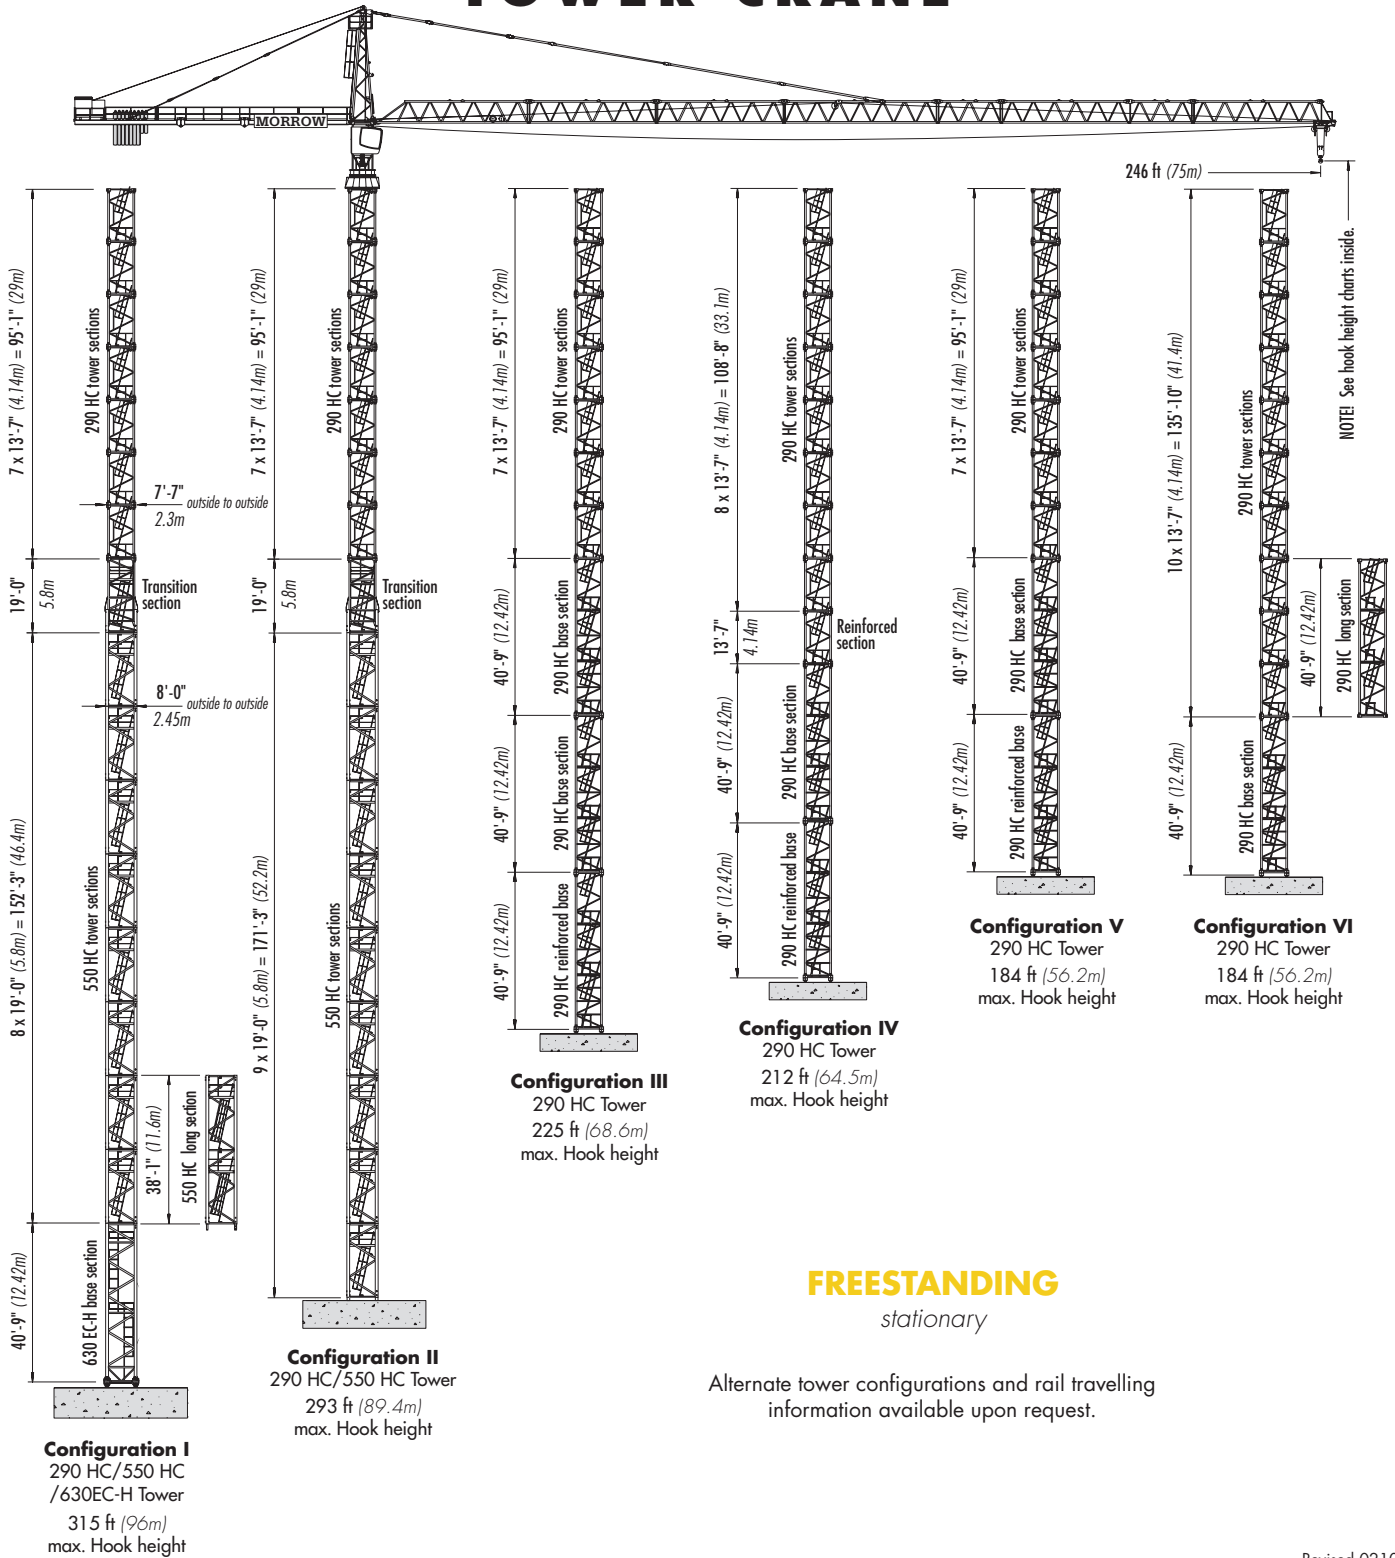 TOWER CRANE
MORROW
246 ft (75m)
NOTE! See hook height charts inside.
7 x 13'-7" (4.14m) = 95'-1" (29m)
290 HC tower sections
7'-7"
outside to outside
2.3m
19'-0"
5.8m
Transition
section
8'-0"
outside to outside
2.45m
8 x 19'-0" (5.8m) = 152'-3" (46.4m)
550 HC tower sections
38'-1" (11.6m)
550 HC long section
40'-9" (12.42m)
630 EC-H base section
Configuration I
290 HC/550 HC
/630EC-H Tower
315 ft (96m)
max. Hook height
7 x 13'-7" (4.14m) = 95'-1" (29m)
290 HC tower sections
19'-0"
5.8m
Transition
section
9 x 19'-0" (5.8m) = 171'-3" (52.2m)
550 HC tower sections
Configuration II
290 HC/550 HC Tower
293 ft (89.4m)
max. Hook height
7 x 13'-7" (4.14m) = 95'-1" (29m)
290 HC tower sections
40'-9" (12.42m)
290 HC base section
40'-9" (12.42m)
290 HC base section
40'-9" (12.42m)
290 HC reinforced base
Configuration III
290 HC Tower
225 ft (68.6m)
max. Hook height
8 x 13'-7" (4.14m) = 108'-8" (33.1m)
290 HC tower sections
13'-7"
4.14m
Reinforced
section
40'-9" (12.42m)
290 HC base section
40'-9" (12.42m)
290 HC reinforced base
Configuration IV
290 HC Tower
212 ft (64.5m)
max. Hook height
7 x 13'-7" (4.14m) = 95'-1" (29m)
290 HC tower sections
40'-9" (12.42m)
290 HC base section
40'-9" (12.42m)
290 HC reinforced base
Configuration V
290 HC Tower
184 ft (56.2m)
max. Hook height
10 x 13'-7" (4.14m) = 135'-10" (41.4m)
290 HC tower sections
40'-9" (12.42m)
290 HC long section
40'-9" (12.42m)
290 HC base section
Configuration VI
290 HC Tower
184 ft (56.2m)
max. Hook height
FREESTANDING
stationary
Alternate tower configurations and rail travelling
information available upon request.